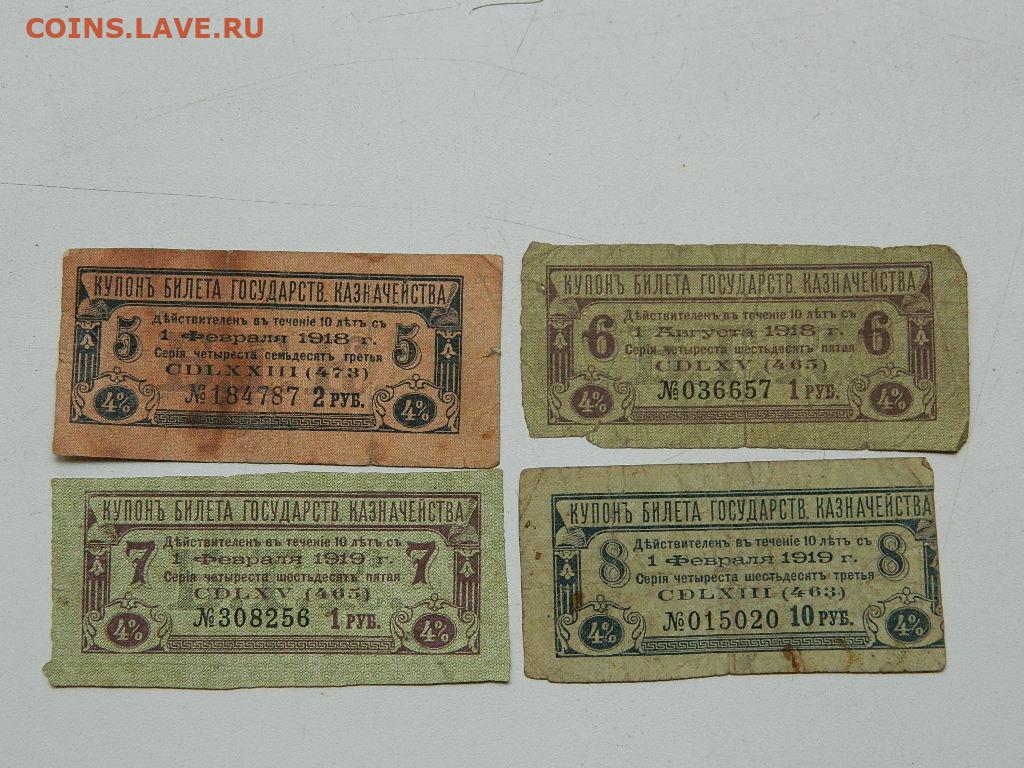 COINS.LAVE.RU
КУПОНЪ БИЛЕТА ГОСУДАРСТВ. КАЗНАЧЕЙСТВА
Дѣйствителенъ въ теченіе 10 лѣтъ съ
5 1 Февраля 1918 г. 5
Серія четыреста семьдесятъ третья
CDLXXIII (473)
4% №184787 2 РУБ. 4%
КУПОНЪ БИЛЕТА ГОСУДАРСТВ. КАЗНАЧЕЙСТВА
Дѣйствителенъ въ теченіе 10 лѣтъ съ
6 1 Августа 1918 г. 6
Серія четыреста шестьдесятъ пятая
CDLXV (465)
4% №036657 1 РУБ. 4%
КУПОНЪ БИЛЕТА ГОСУДАРСТВ. КАЗНАЧЕЙСТВА
Дѣйствителенъ въ теченіе 10 лѣтъ съ
7 1 Февраля 1919 г. 7
Серія четыреста шестьдесятъ пятая
CDLXV (465)
4% №308256 1 РУБ. 4%
КУПОНЪ БИЛЕТА ГОСУДАРСТВ. КАЗНАЧЕЙСТВА
Дѣйствителенъ въ теченіе 10 лѣтъ съ
8 1 Февраля 1919 г. 8
Серія четыреста шестьдесятъ третья
CDLXIII (463)
4% №015020 10 РУБ. 4%